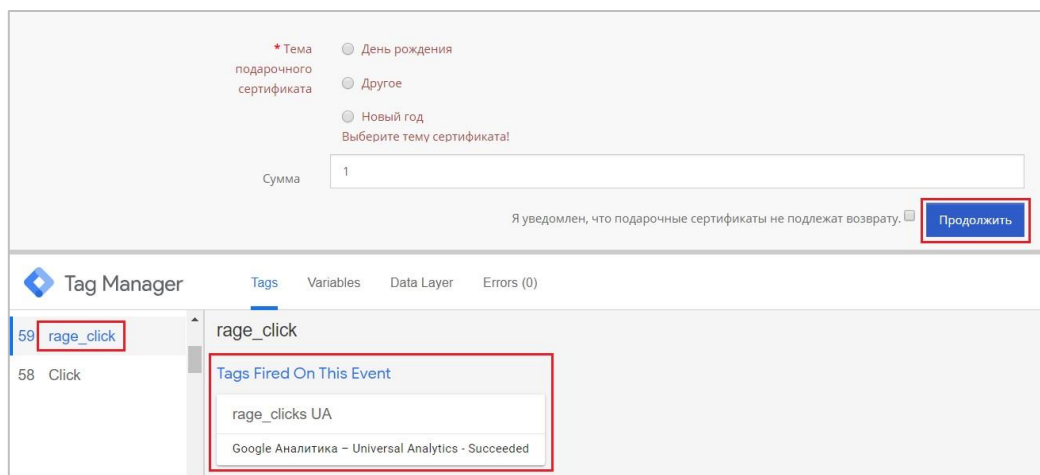 * Тема
подарочного
сертификата
День рождения
Другое
Новый год
Выберите тему сертификата!
Сумма
1
Я уведомлен, что подарочные сертификаты не подлежат возврату.
Продолжить
Tag Manager
Tags
Variables
Data Layer
Errors (0)
59 rage_click
58 Click
rage_click
Tags Fired On This Event
rage_clicks UA
Google Аналитика – Universal Analytics - Succeeded